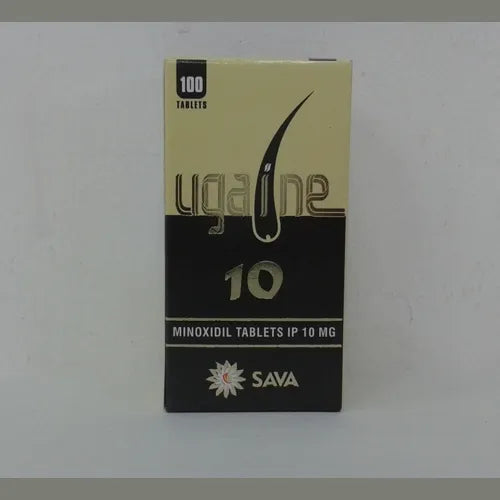 100
TABLETS
ugaine
10
MINOXIDIL TABLETS IP 10 MG
SAVA